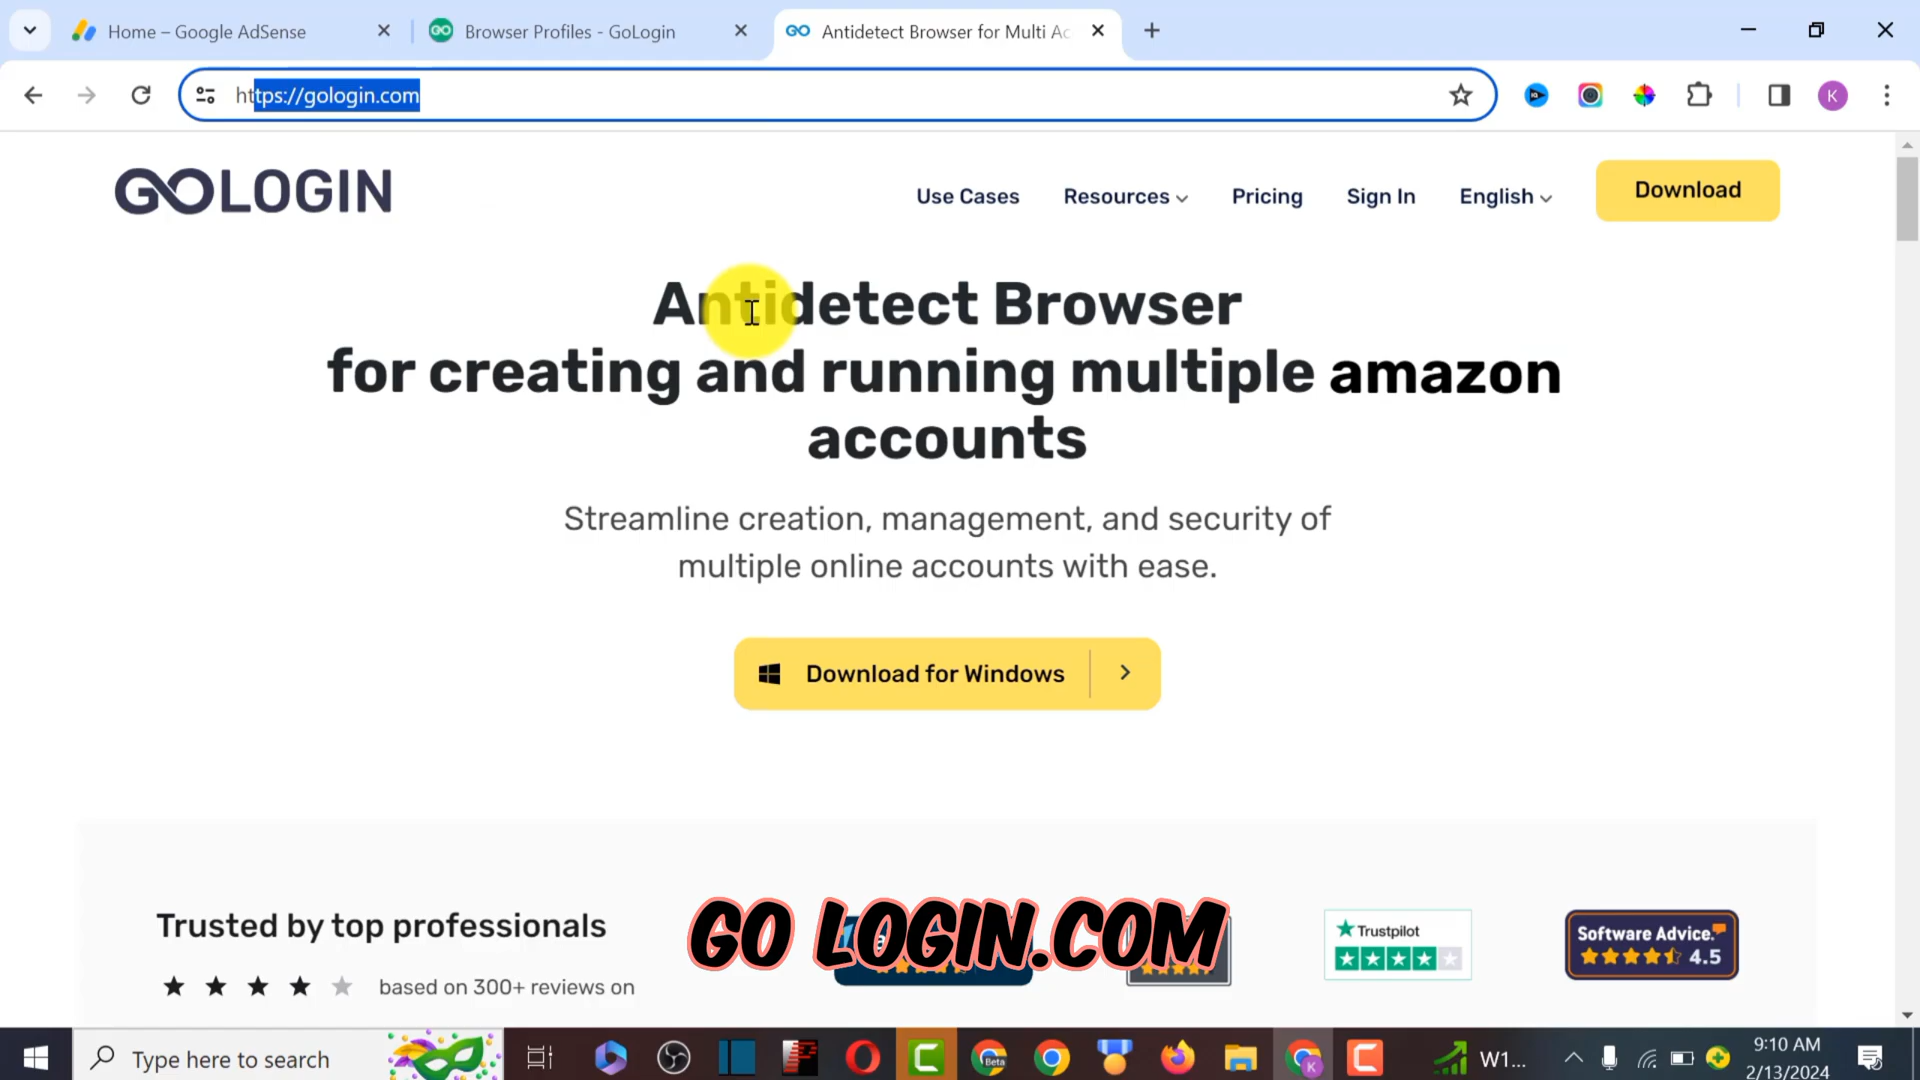 Home – Google AdSense
Browser Profiles - GoLogin
Antidetect Browser for Multi Ac
https://gologin.com
K
GOLOGIN
Use Cases
Resources
Pricing
Sign In
English
Download
Antidetect Browser
for creating and running multiple amazon
accounts
Streamline creation, management, and security of
multiple online accounts with ease.
Download for Windows
Trusted by top professionals
based on 300+ reviews on
GO LOGIN.COM
Trustpilot
Software Advice.
4.5
Type here to search
Beta
K
W1...
9:10 AM
2/13/2024